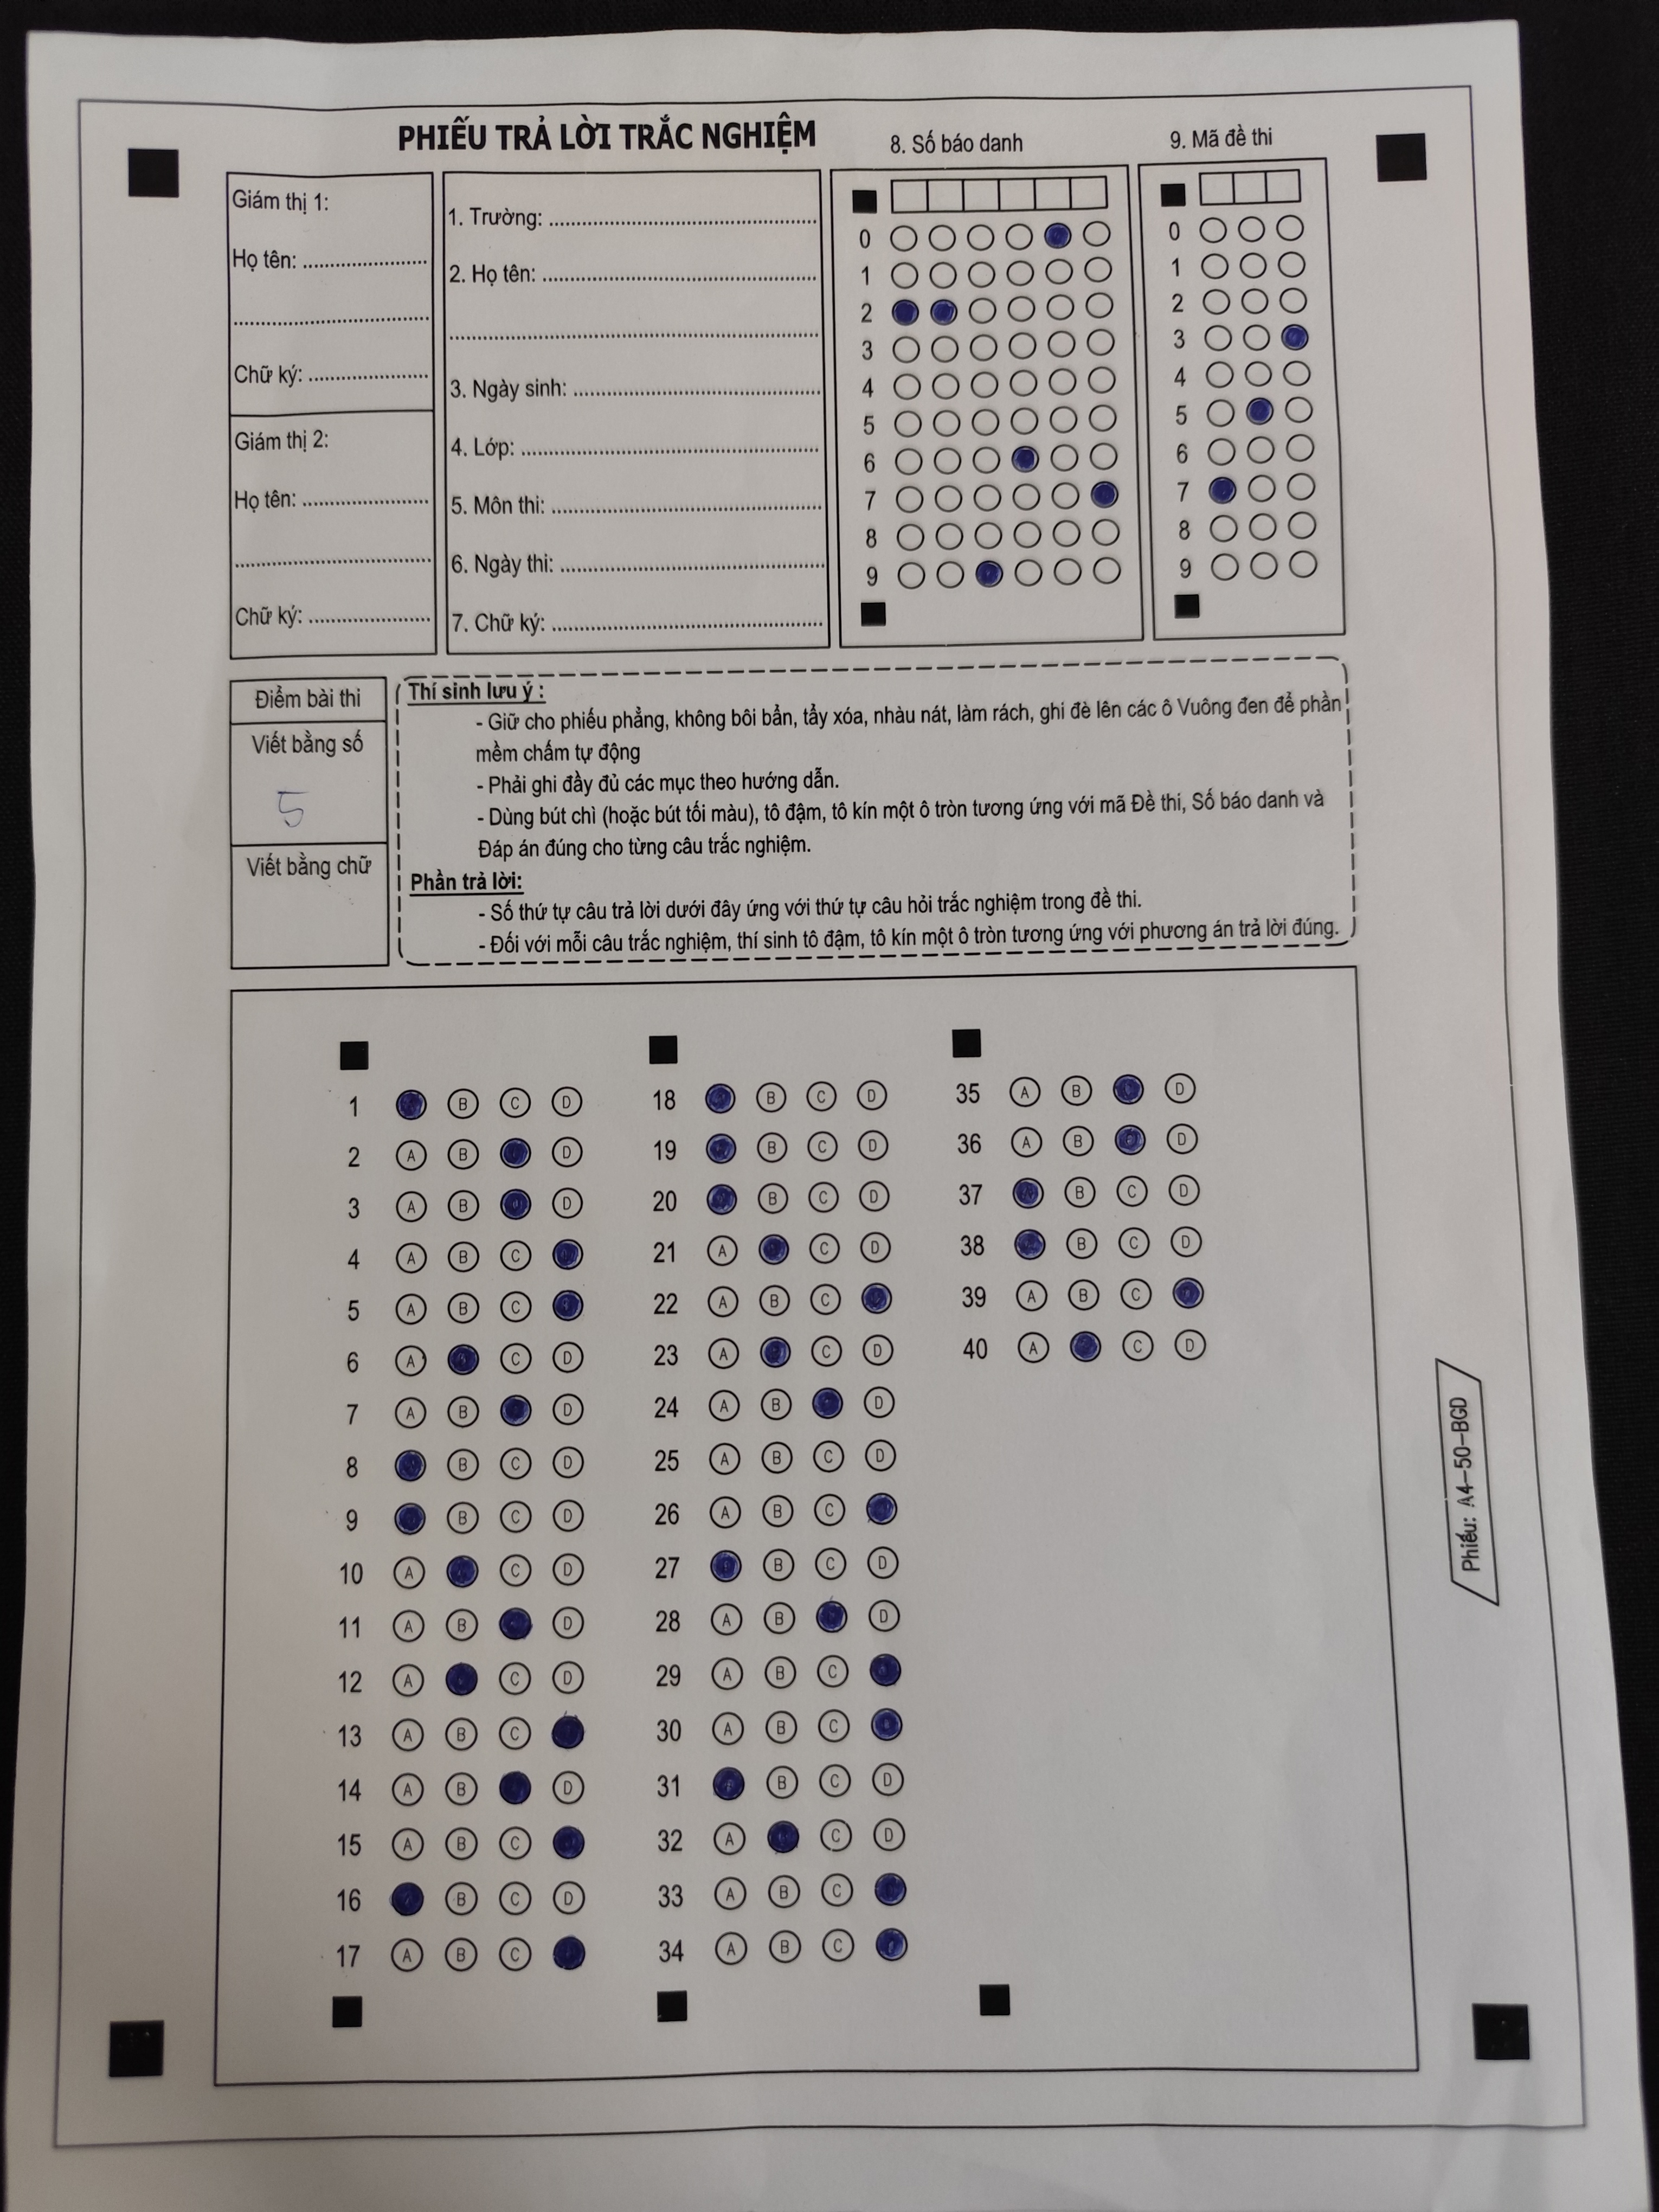 PHIẾU TRẢ LỜI TRẮC NGHIỆM
8. Số báo danh
9. Mã đề thi
Giám thị 1:
Họ tên: ........................
........................
Chữ ký: ........................
Giám thị 2:
Họ tên: ........................
........................
Chữ ký: ........................
1. Trường: ........................
2. Họ tên: ........................
........................
3. Ngày sinh: ........................
4. Lớp: ........................
5. Môn thi: ........................
6. Ngày thi: ........................
7. Chữ ký: ........................
0
1
2
3
4
5
6
7
8
9
0
1
2
3
4
5
6
7
8
9
Điểm bài thi
Viết bằng số
5
Viết bằng chữ
Thí sinh lưu ý :
- Giữ cho phiếu phẳng, không bôi bẩn, tẩy xóa, nhàu nát, làm rách, ghi đè lên các ô Vuông đen để phần
mềm chấm tự động
- Phải ghi đầy đủ các mục theo hướng dẫn.
- Dùng bút chì (hoặc bút tối màu), tô đậm, tô kín một ô tròn tương ứng với mã Đề thi, Số báo danh và
Đáp án đúng cho từng câu trắc nghiệm.
Phần trả lời:
- Số thứ tự câu trả lời dưới đây ứng với thứ tự câu hỏi trắc nghiệm trong đề thi.
- Đối với mỗi câu trắc nghiệm, thí sinh tô đậm, tô kín một ô tròn tương ứng với phương án trả lời đúng.
1 B C D
2 A B D
3 A B D
4 A B C
5 A B C
6 A C D
7 A B D
8 B C D
9 B C D
10 A C D
11 A B D
12 A C D
13 A B C
14 A B D
15 A B C
16 B C D
17 A B C
18 B C D
19 B C D
20 B C D
21 A C D
22 A B C
23 A C D
24 A B D
25 A B C D
26 A B C
27 B C D
28 A B D
29 A B C
30 A B C
31 B C D
32 A C D
33 A B C
34 A B C
35 A B D
36 A B D
37 B C D
38 B C D
39 A B C
40 A C D
Phiếu: A4-50-BGD